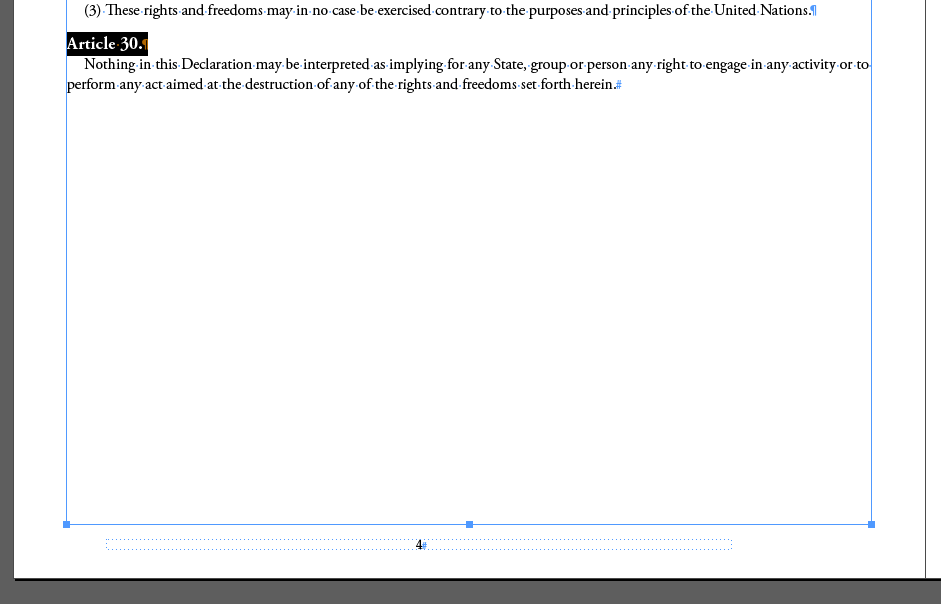 (3) These rights and freedoms may in no case be exercised contrary to the purposes and principles of the United Nations.¶
Article 30.¶
Nothing in this Declaration may be interpreted as implying for any State, group or person any right to engage in any activity or to
perform any act aimed at the destruction of any of the rights and freedoms set forth herein.#
4#